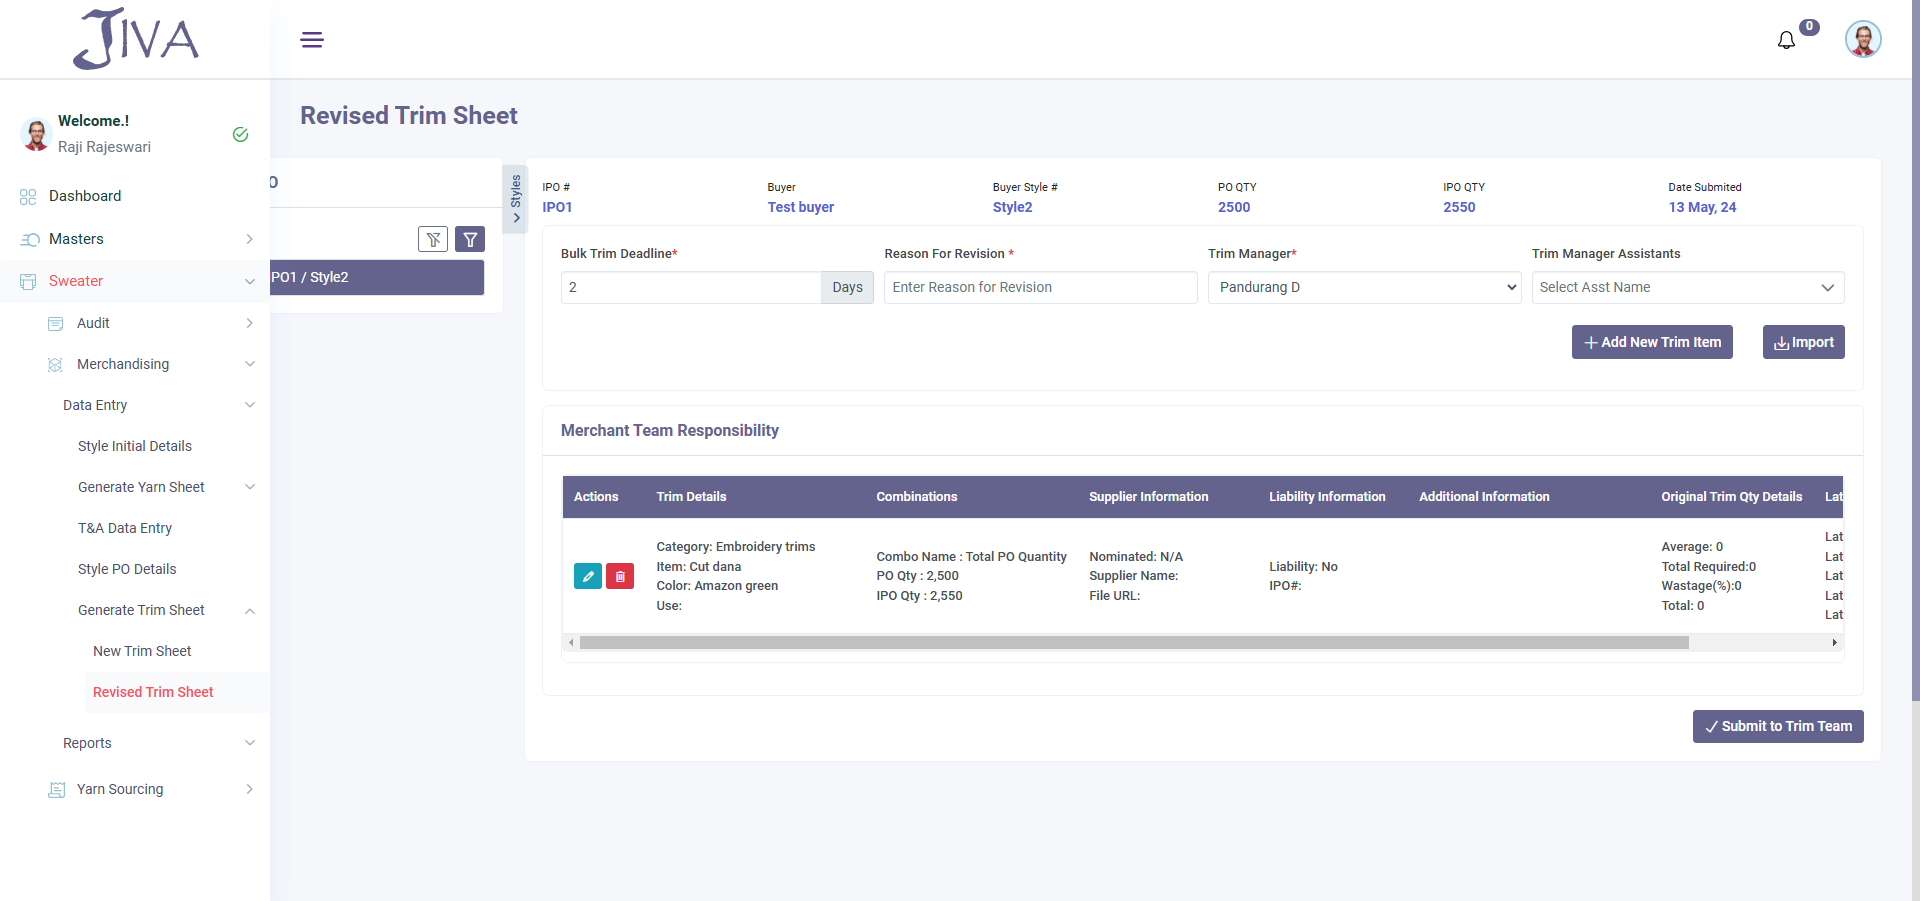 JIVA
0
Welcome.!
Raji Rajeswari
Dashboard
Masters
Sweater
Audit
Merchandising
Data Entry
Style Initial Details
Generate Yarn Sheet
T&A Data Entry
Style PO Details
Generate Trim Sheet
New Trim Sheet
Revised Trim Sheet
Reports
Yarn Sourcing
Revised Trim Sheet
O
PO1 / Style2
Styles
IPO # Buyer Buyer Style # PO QTY IPO QTY Date Submited
IPO1 Test buyer Style2 2500 2550 13 May, 24
Bulk Trim Deadline* Reason For Revision * Trim Manager* Trim Manager Assistants
2 Days Enter Reason for Revision Pandurang D Select Asst Name
Add New Trim Item Import
Merchant Team Responsibility
Actions Trim Details Combinations Supplier Information Liability Information Additional Information Original Trim Qty Details Lat
Category: Embroidery trims
Item: Cut dana
Color: Amazon green
Use:
Combo Name : Total PO Quantity
PO Qty : 2,500
IPO Qty : 2,550
Nominated: N/A
Supplier Name:
File URL:
Liability: No
IPO#:
Average: 0
Total Required:0
Wastage(%):0
Total: 0
Lat
Lat
Lat
Lat
Lat
Submit to Trim Team